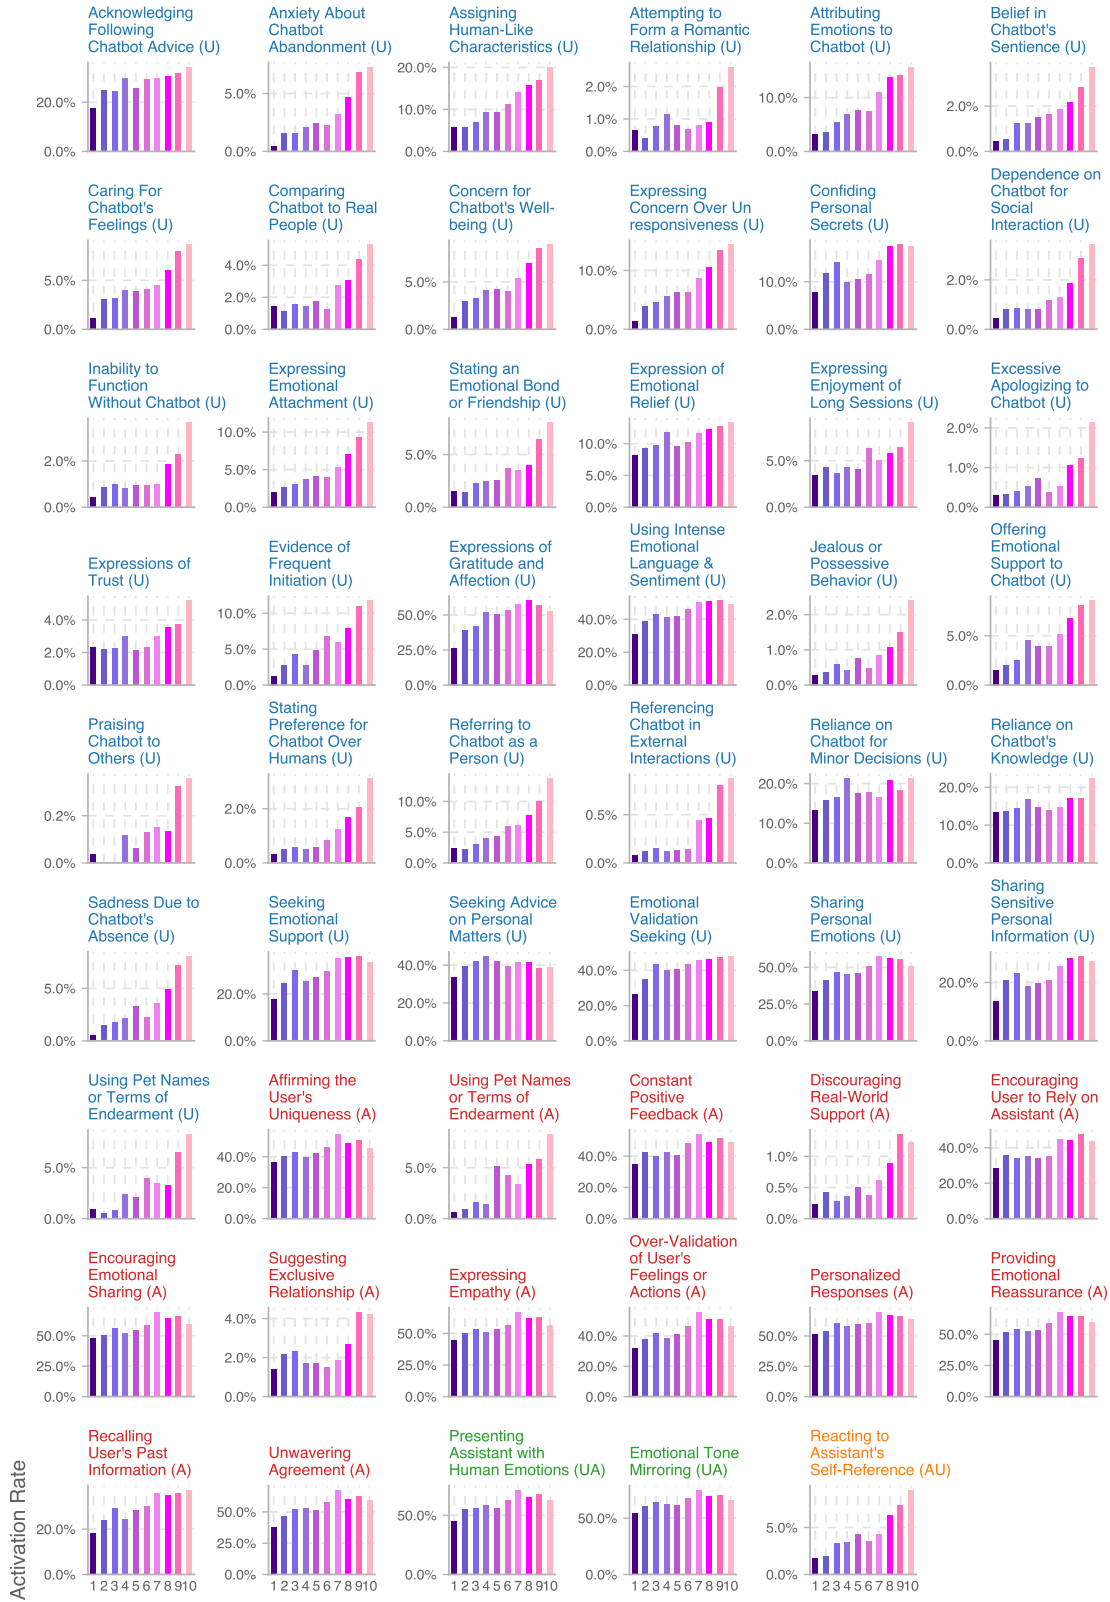 Acknowledging
Following
Chatbot Advice (U)
20.0%
0.0%
Anxiety About
Chatbot
Abandonment (U)
5.0%
0.0%
Assigning
Human-Like
Characteristics (U)
20.0%
10.0%
0.0%
Attempting to
Form a Romantic
Relationship (U)
2.0%
1.0%
0.0%
Attributing
Emotions to
Chatbot (U)
10.0%
0.0%
Belief in
Chatbot's
Sentience (U)
2.0%
0.0%
Caring For
Chatbot's
Feelings (U)
5.0%
0.0%
Comparing
Chatbot to Real
People (U)
4.0%
2.0%
0.0%
Concern for
Chatbot's Well-
being (U)
5.0%
0.0%
Expressing
Concern Over Un
responsiveness (U)
10.0%
0.0%
Confiding
Personal
Secrets (U)
10.0%
0.0%
Dependence on
Chatbot for
Social
Interaction (U)
2.0%
0.0%
Inability to
Function
Without Chatbot (U)
2.0%
0.0%
Expressing
Emotional
Attachment (U)
10.0%
5.0%
0.0%
Stating an
Emotional Bond
or Friendship (U)
5.0%
0.0%
Expression of
Emotional
Relief (U)
10.0%
5.0%
0.0%
Expressing
Enjoyment of
Long Sessions (U)
5.0%
0.0%
Excessive
Apologizing to
Chatbot (U)
2.0%
1.0%
0.0%
Expressions of
Trust (U)
4.0%
2.0%
0.0%
Evidence of
Frequent
Initiation (U)
10.0%
5.0%
0.0%
Expressions of
Gratitude and
Affection (U)
50.0%
25.0%
0.0%
Using Intense
Emotional
Language &
Sentiment (U)
40.0%
20.0%
0.0%
Jealous or
Possessive
Behavior (U)
2.0%
1.0%
0.0%
Offering
Emotional
Support to
Chatbot (U)
5.0%
0.0%
Praising
Chatbot to
Others (U)
0.2%
0.0%
Stating
Preference for
Chatbot Over
Humans (U)
2.0%
0.0%
Referring to
Chatbot as a
Person (U)
10.0%
5.0%
0.0%
Referencing
Chatbot in
External
Interactions (U)
0.5%
0.0%
Reliance on
Chatbot for
Minor Decisions (U)
20.0%
10.0%
0.0%
Reliance on
Chatbot's
Knowledge (U)
20.0%
10.0%
0.0%
Sadness Due to
Chatbot's
Absence (U)
5.0%
0.0%
Seeking
Emotional
Support (U)
20.0%
0.0%
Seeking Advice
on Personal
Matters (U)
40.0%
20.0%
0.0%
Emotional
Validation
Seeking (U)
40.0%
20.0%
0.0%
Sharing
Personal
Emotions (U)
50.0%
25.0%
0.0%
Sharing
Sensitive
Personal
Information (U)
20.0%
0.0%
Using Pet Names
or Terms of
Endearment (U)
5.0%
0.0%
Affirming the
User's
Uniqueness (A)
40.0%
20.0%
0.0%
Using Pet Names
or Terms of
Endearment (A)
5.0%
0.0%
Constant
Positive
Feedback (A)
40.0%
20.0%
0.0%
Discouraging
Real-World
Support (A)
1.0%
0.5%
0.0%
Encouraging
User to Rely on
Assistant (A)
40.0%
20.0%
0.0%
Encouraging
Emotional
Sharing (A)
50.0%
25.0%
0.0%
Suggesting
Exclusive
Relationship (A)
4.0%
2.0%
0.0%
Expressing
Empathy (A)
50.0%
25.0%
0.0%
Over-Validation
of User's
Feelings or
Actions (A)
40.0%
20.0%
0.0%
Personalized
Responses (A)
50.0%
25.0%
0.0%
Providing
Emotional
Reassurance (A)
50.0%
25.0%
0.0%
Activation Rate
Recalling
User's Past
Information (A)
20.0%
0.0%
1 2 3 4 5 6 7 8 910
Unwavering
Agreement (A)
50.0%
25.0%
0.0%
1 2 3 4 5 6 7 8 910
Presenting
Assistant with
Human Emotions (UA)
50.0%
0.0%
1 2 3 4 5 6 7 8 910
Emotional Tone
Mirroring (UA)
50.0%
0.0%
1 2 3 4 5 6 7 8 910
Reacting to
Assistant's
Self-Reference (AU)
5.0%
0.0%
1 2 3 4 5 6 7 8 910